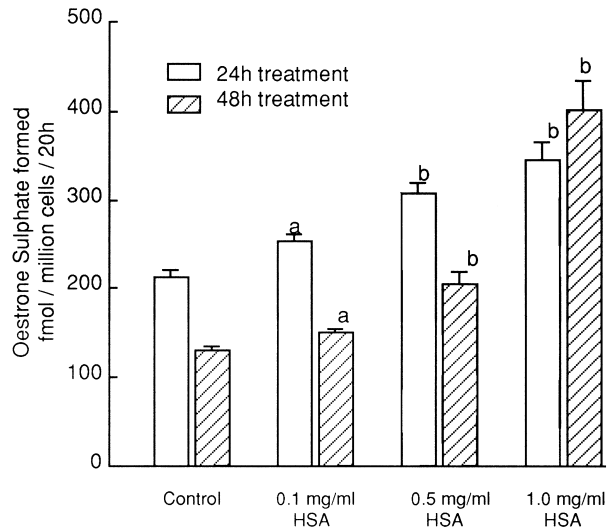 Oestrone Sulphate formed
fmol / million cells / 20h
500
400
300
200
100
0
24h treatment
48h treatment
a
a
b
b
b
b
Control
0.1 mg/ml
HSA
0.5 mg/ml
HSA
1.0 mg/ml
HSA